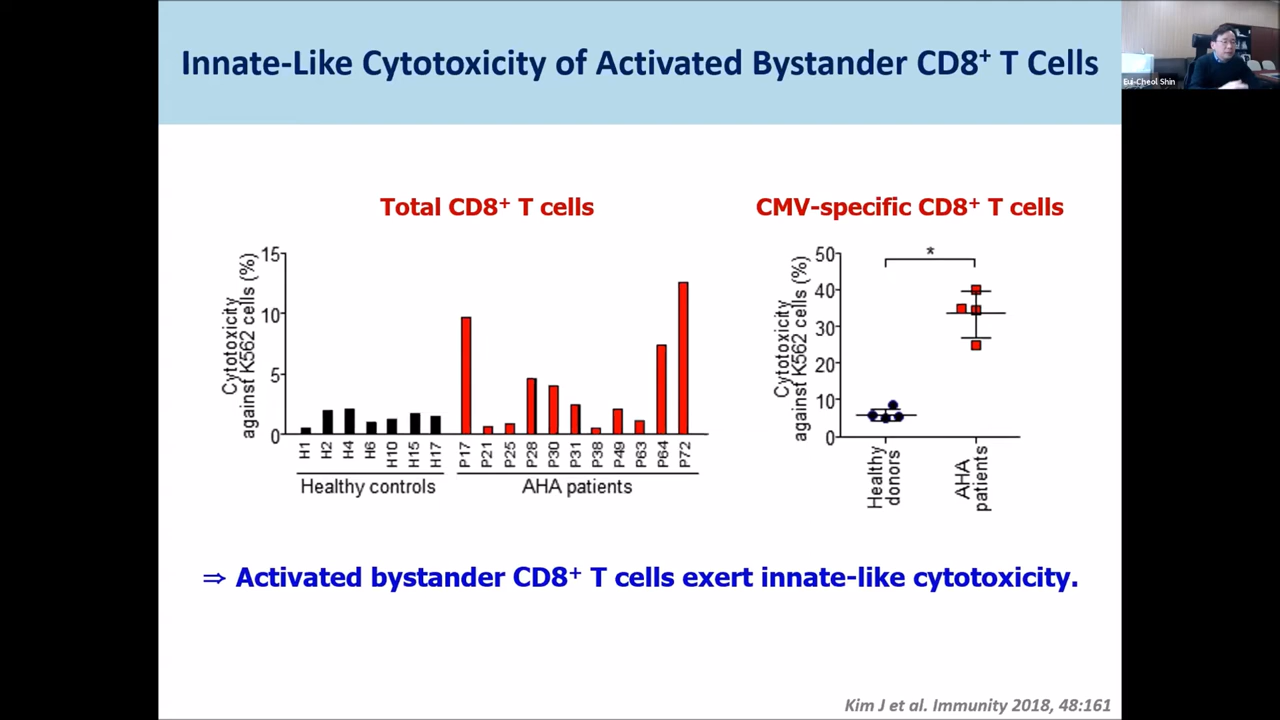 Innate-Like Cytotoxicity of Activated Bystander CD8⁺ T Cells
Eui-Cheol Shin
Total CD8⁺ T cells
CMV-specific CD8⁺ T cells
Cytotoxicity
against K562 cells (%)
15
10
5
0
H1
H2
H4
H6
H10
H15
H17
P17
P21
P25
P28
P30
P31
P38
P49
P63
P64
P72
Healthy controls
AHA patients
Cytotoxicity
against K562 cells (%)
50
40
30
20
10
0
*
Healthy
donors
AHA
patients
⇒ Activated bystander CD8⁺ T cells exert innate-like cytotoxicity.
Kim J et al. Immunity 2018, 48:161